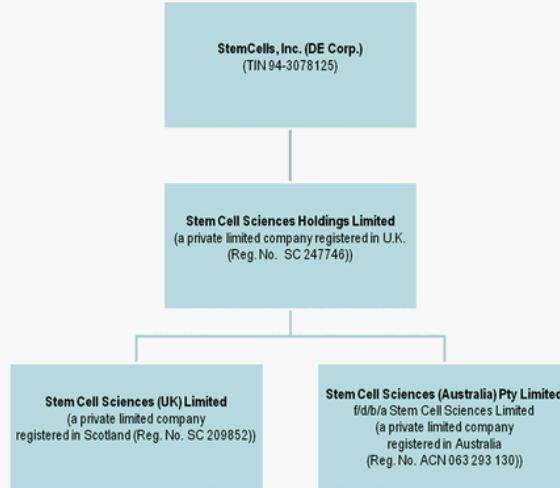 StemCells, Inc. (DE Corp.)
(TIN 94-3078125)
Stem Cell Sciences Holdings Limited
(a private limited company registered in U.K.
(Reg. No. SC 247746))
Stem Cell Sciences (UK) Limited
(a private limited company
registered in Scotland (Reg. No. SC 209852))
Stem Cell Sciences (Australia) Pty Limited
f/d/b/a Stem Cell Sciences Limited
(a private limited company
registered in Australia
(Reg. No. ACN 063 293 130))